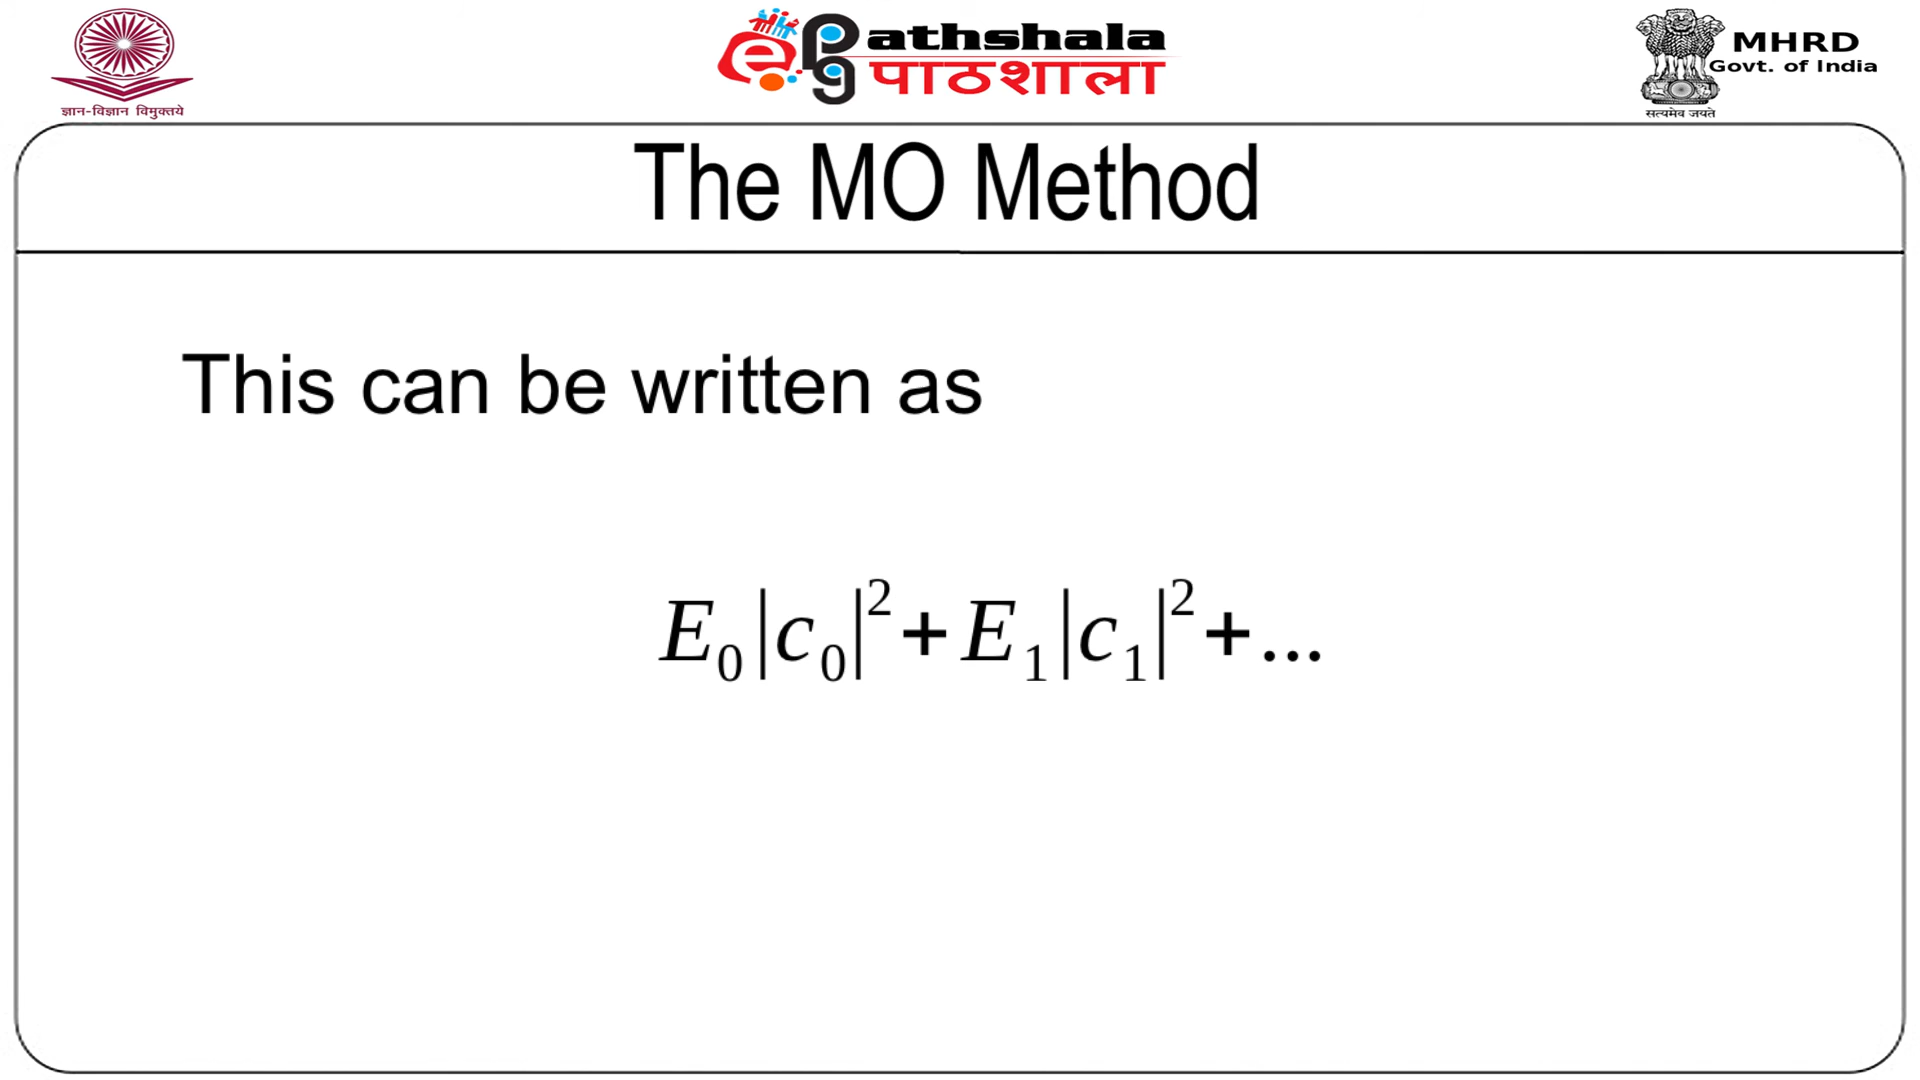 ज्ञान-विज्ञान विमुक्तये
e pg athshala
पाठशाला
MHRD
Govt. of India
सत्यमेव जयते
The MO Method
This can be written as
E₀|c₀|²+E₁|c₁|²+...